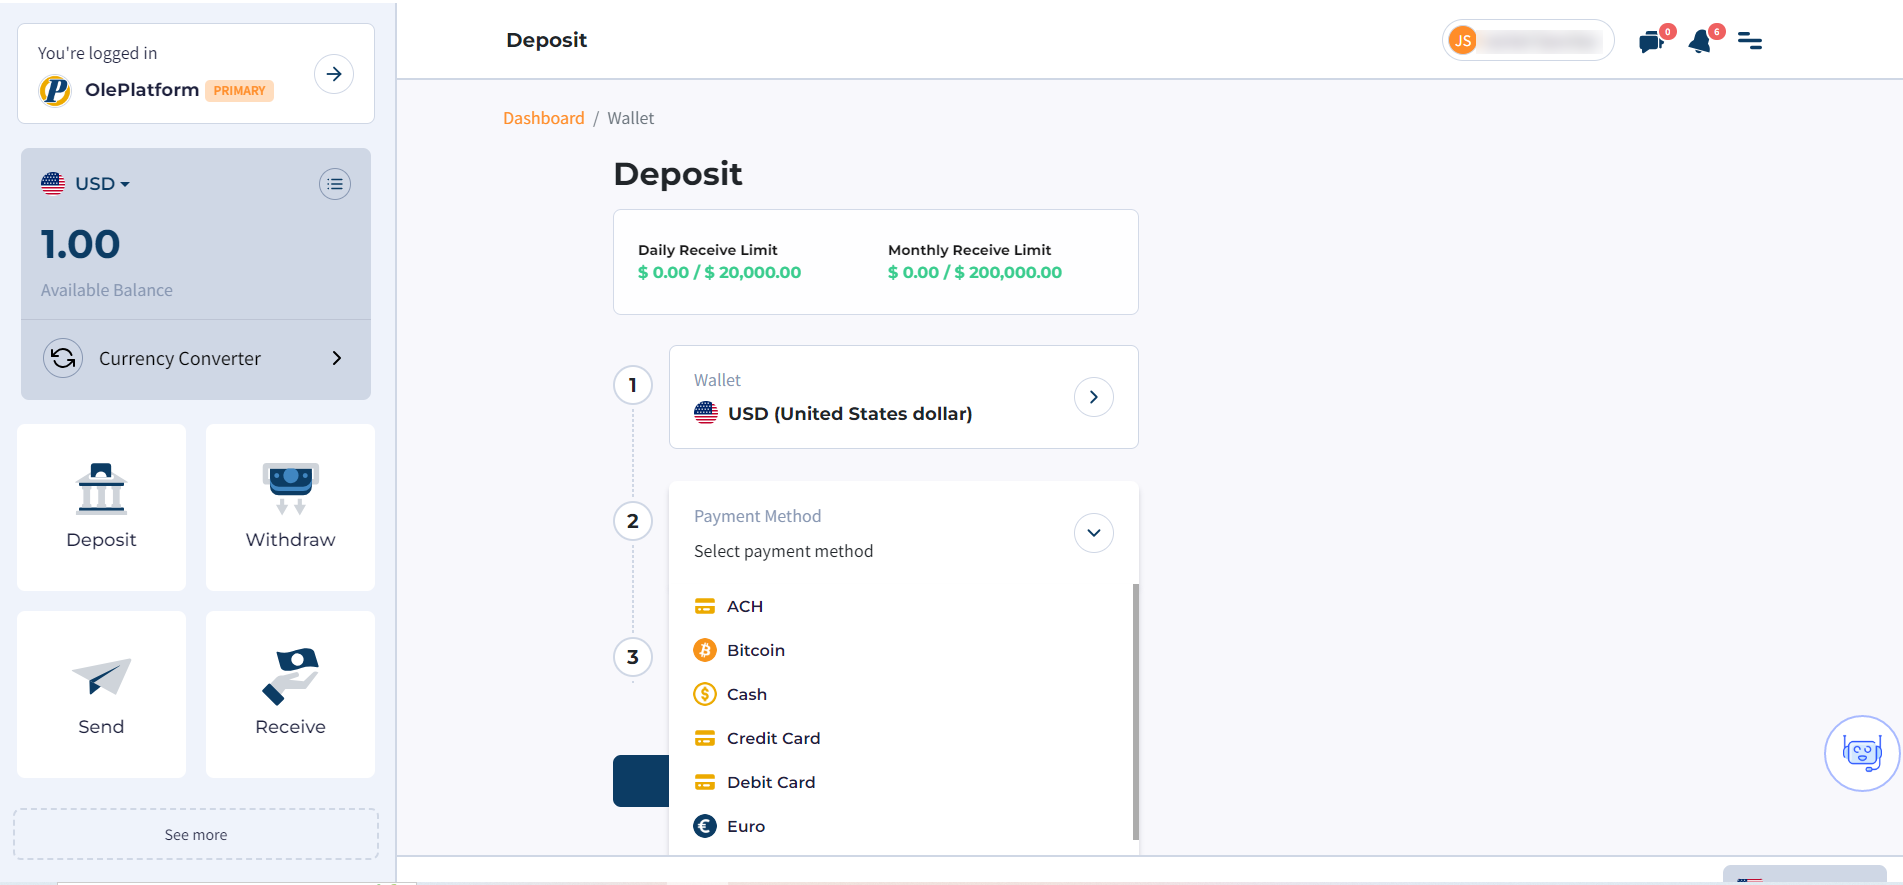 You're logged in
OlePlatform PRIMARY
USD
1.00
Available Balance
Currency Converter
Deposit
Withdraw
Send
Receive
See more
Deposit
JS
0
6
Dashboard / Wallet
Deposit
Daily Receive Limit
$ 0.00 / $ 20,000.00
Monthly Receive Limit
$ 0.00 / $ 200,000.00
1
Wallet
USD (United States dollar)
2
Payment Method
Select payment method
ACH
Bitcoin
Cash
3
Credit Card
Debit Card
Euro